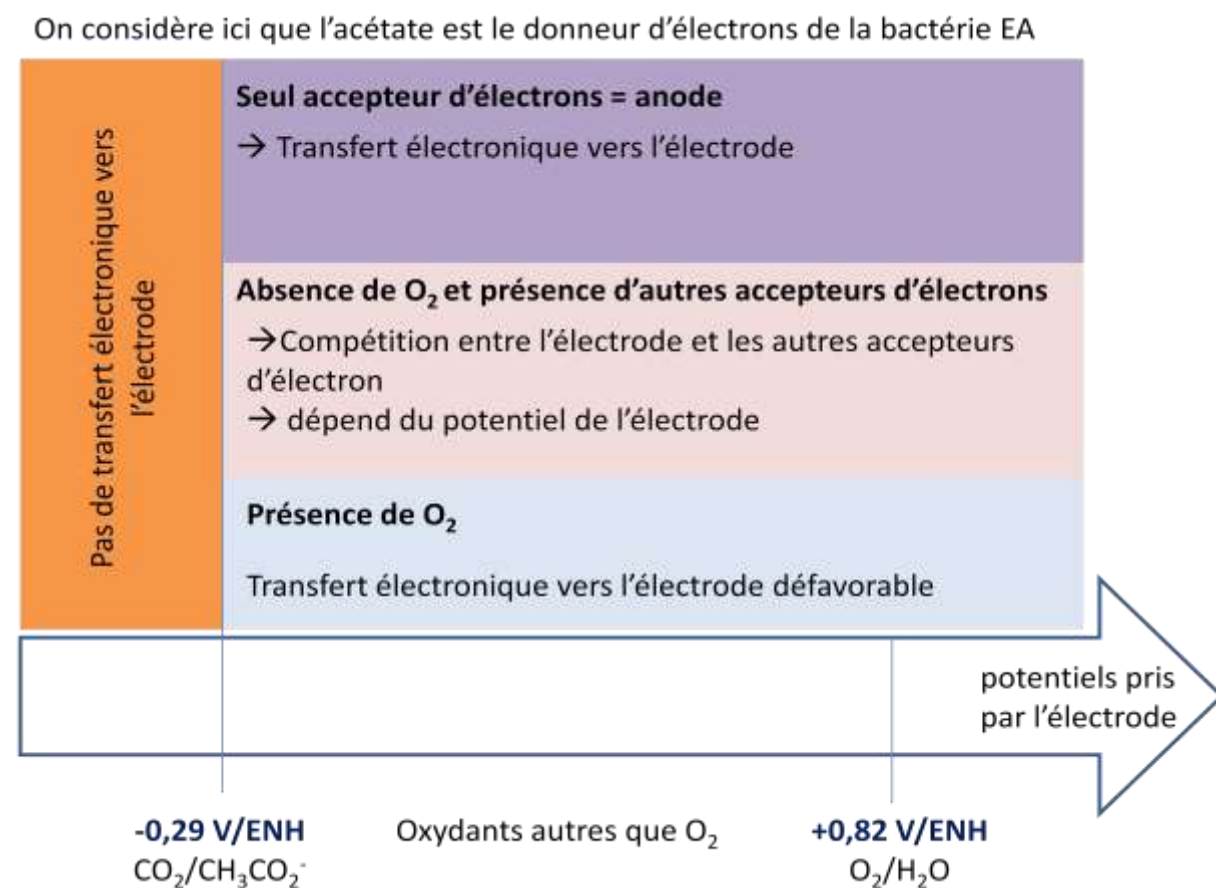 On considère ici que l’acétate est le donneur d’électrons de la bactérie EA
Pas de transfert électronique vers
l’électrode
Seul accepteur d’électrons = anode
→ Transfert électronique vers l’électrode
Absence de O₂ et présence d’autres accepteurs d’électrons
→Compétition entre l’électrode et les autres accepteurs
d’électron
→ dépend du potentiel de l’électrode
Présence de O₂
Transfert électronique vers l’électrode défavorable
potentiels pris
par l’électrode
-0,29 V/ENH
CO₂/CH₃CO₂⁻
Oxydants autres que O₂
+0,82 V/ENH
O₂/H₂O